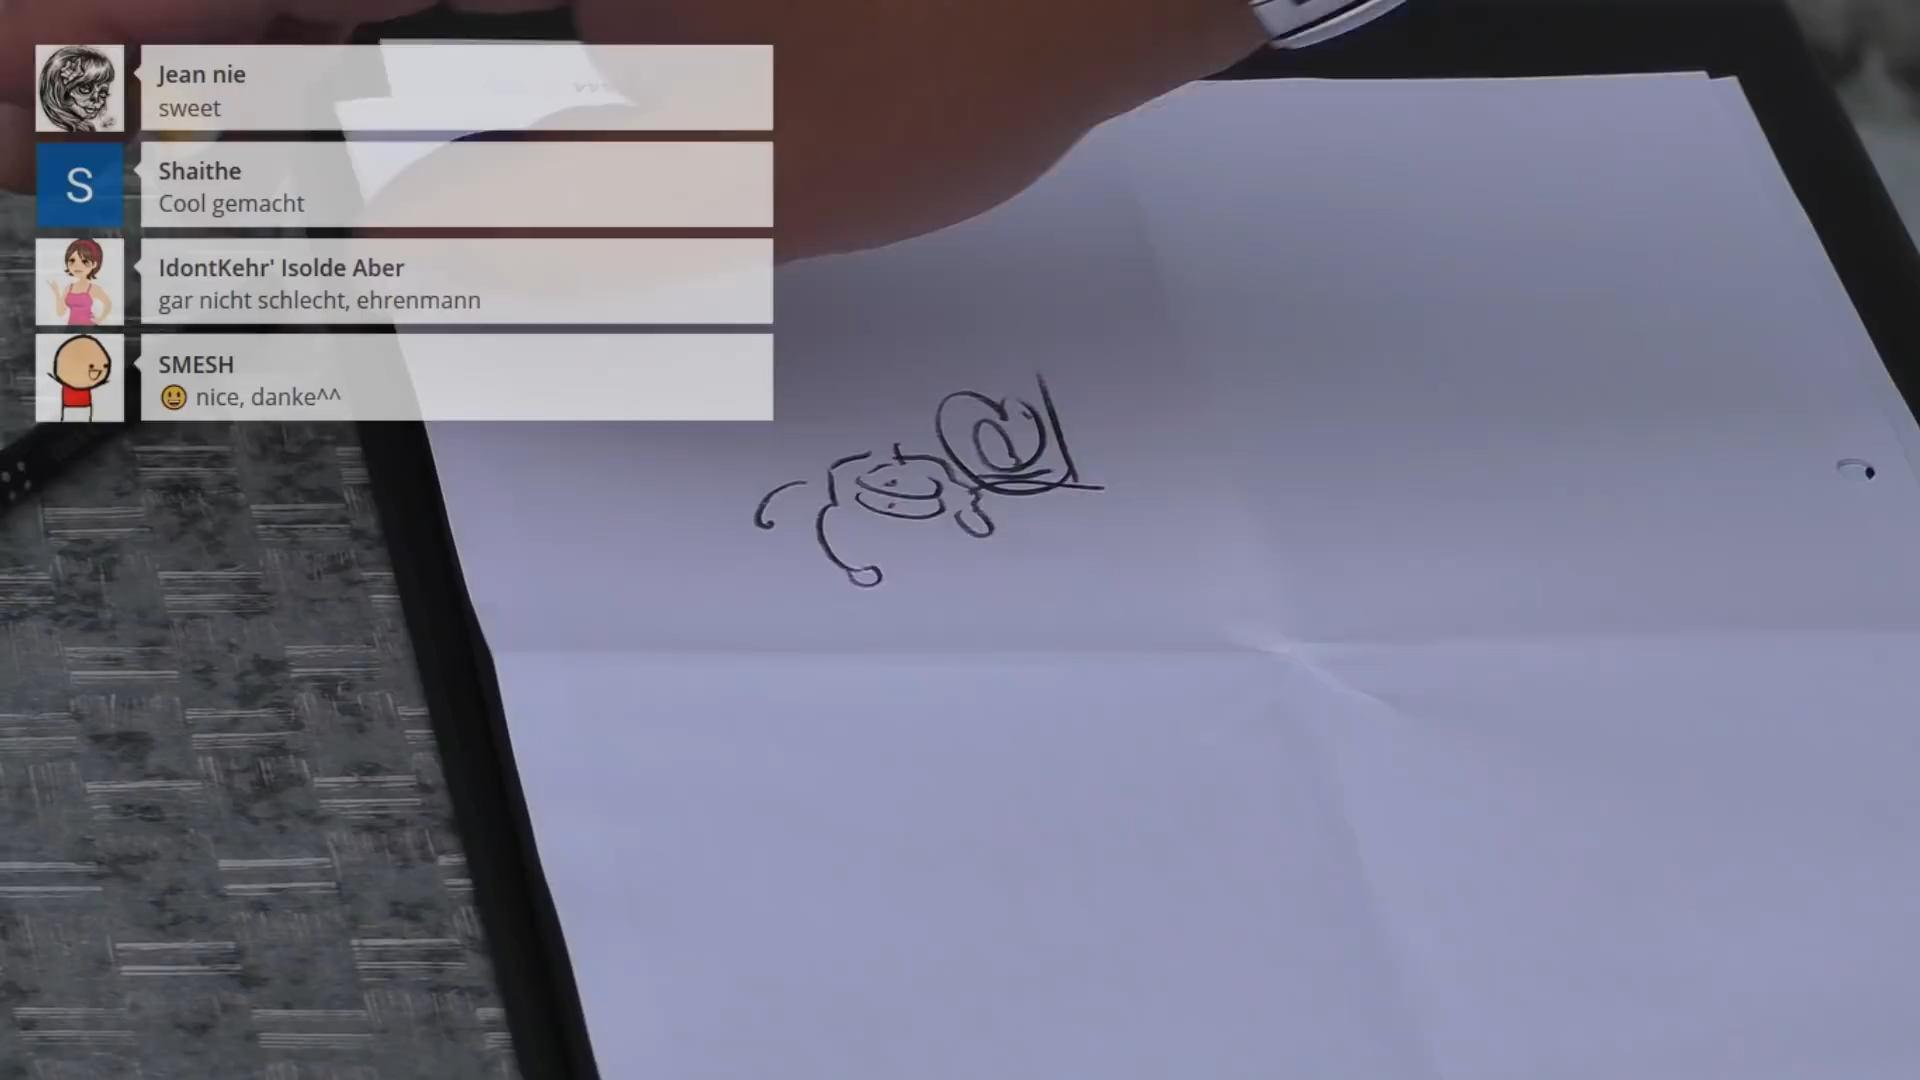 Jean nie
sweet
S
Shaithe
Cool gemacht
IdontKehr' Isolde Aber
gar nicht schlecht, ehrenmann
SMESH
nice, danke^^